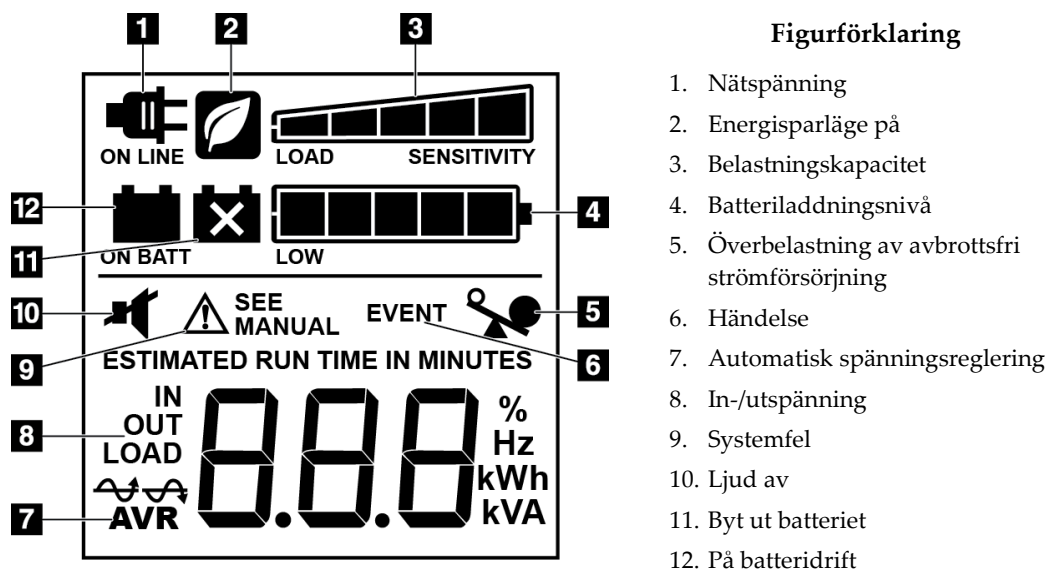 1 2 3
ON LINE LOAD SENSITIVITY
12 4
11 ON BATT LOW
10 SEE MANUAL EVENT 5
9 6
ESTIMATED RUN TIME IN MINUTES
IN
8 OUT
LOAD
8.8.8
%
Hz
kWh
kVA
7 AVR
Figurförklaring
1. Nätspänning
2. Energisparläge på
3. Belastningskapacitet
4. Batteriladdningsnivå
5. Överbelastning av avbrottsfri
strömförsörjning
6. Händelse
7. Automatisk spänningsreglering
8. In-/utspänning
9. Systemfel
10. Ljud av
11. Byt ut batteriet
12. På batteridrift